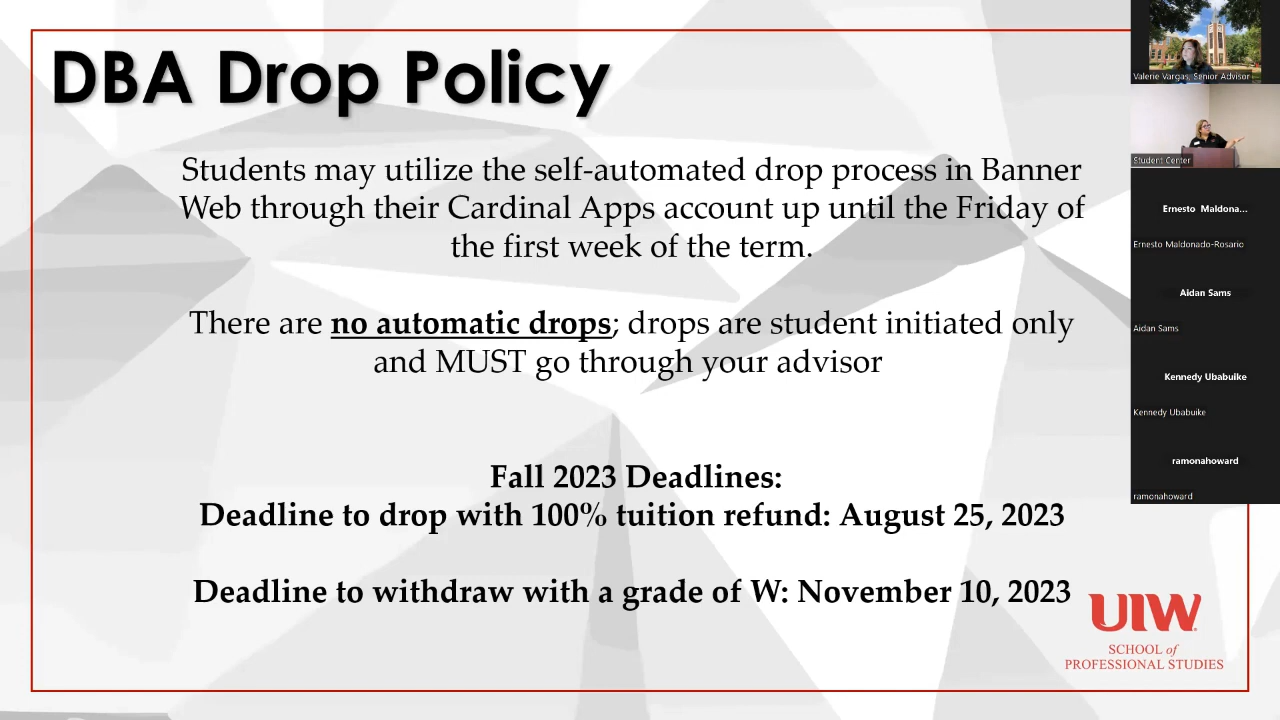 DBA Drop Policy
Students may utilize the self-automated drop process in Banner
Web through their Cardinal Apps account up until the Friday of
the first week of the term.
There are no automatic drops; drops are student initiated only
and MUST go through your advisor
Fall 2023 Deadlines:
Deadline to drop with 100% tuition refund: August 25, 2023
Deadline to withdraw with a grade of W: November 10, 2023
UIW
SCHOOL of
PROFESSIONAL STUDIES
Valerie Vargas, Senior Advisor
Student Center
Ernesto Maldona...
Ernesto Maldonado-Rosario
Aidan Sams
Aidan Sams
Kennedy Ubabuike
Kennedy Ubabuike
ramonahoward
ramonahoward